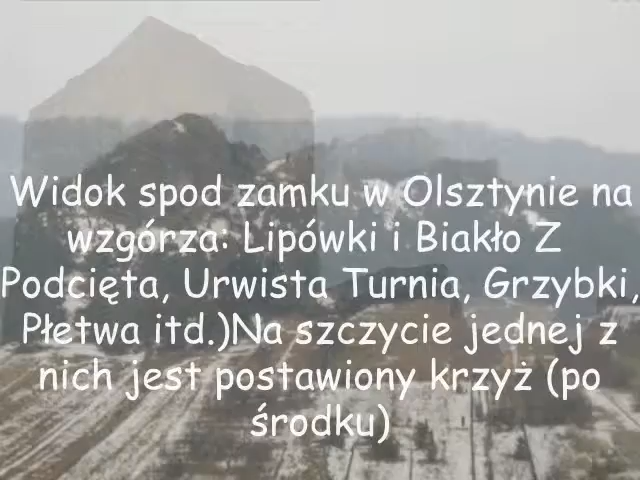 Widok spod zamku w Olsztynie na
wzgórza: Lipówki i Biakło Z
Podcięta, Urwista Turnia, Grzybki,
Płetwa itd.)Na szczycie jednej z
nich jest postawiony krzyż (po
środku)